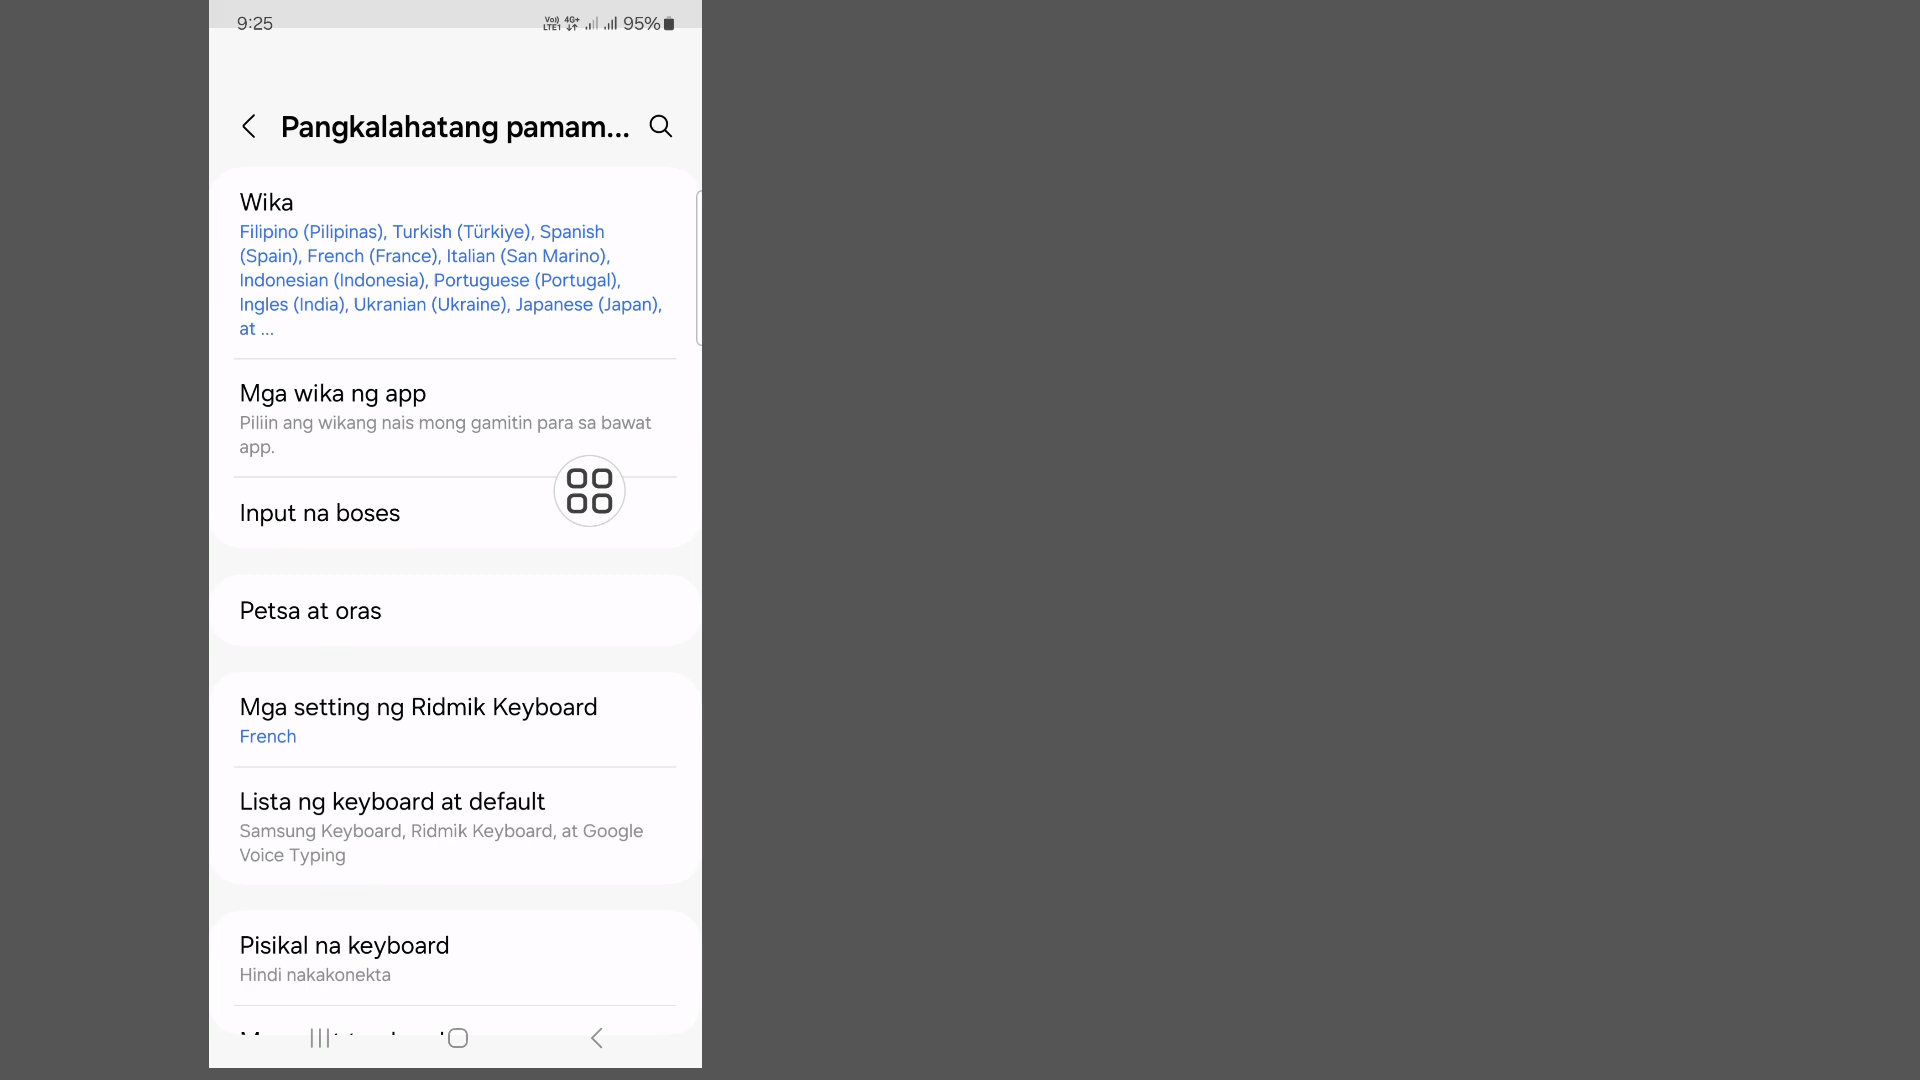 9:25
Vo)) 4G+ 95%
LTE1
Pangkalahatang pamam...
Wika
Filipino (Pilipinas), Turkish (Türkiye), Spanish
(Spain), French (France), Italian (San Marino),
Indonesian (Indonesia), Portuguese (Portugal),
Ingles (India), Ukranian (Ukraine), Japanese (Japan),
at ...
Mga wika ng app
Piliin ang wikang nais mong gamitin para sa bawat
app.
Input na boses
Petsa at oras
Mga setting ng Ridmik Keyboard
French
Lista ng keyboard at default
Samsung Keyboard, Ridmik Keyboard, at Google
Voice Typing
Pisikal na keyboard
Hindi nakakonekta